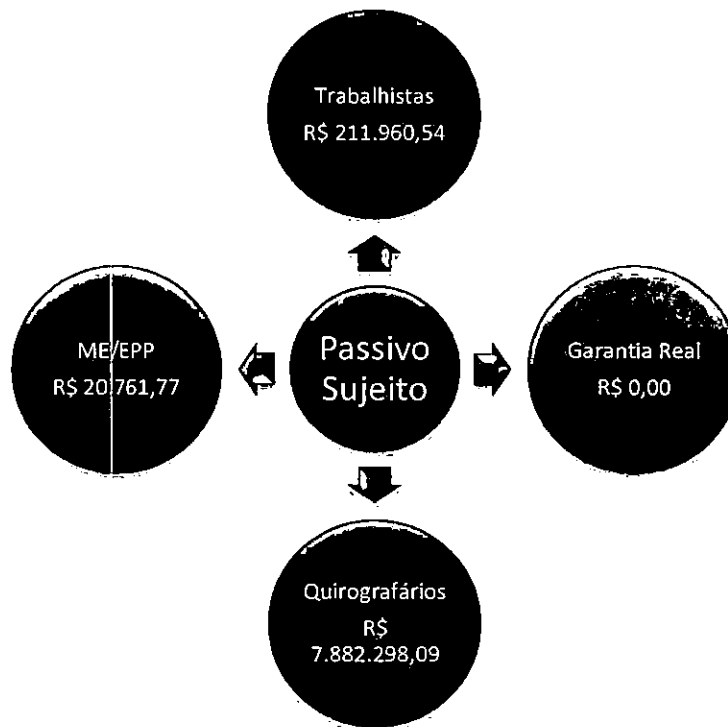 Trabalhistas
R$ 211.960,54
ME/EPP
R$ 20.761,77
Passivo
Sujeito
Garantia Real
R$ 0,00
Quirografários
R$
7.882.298,09